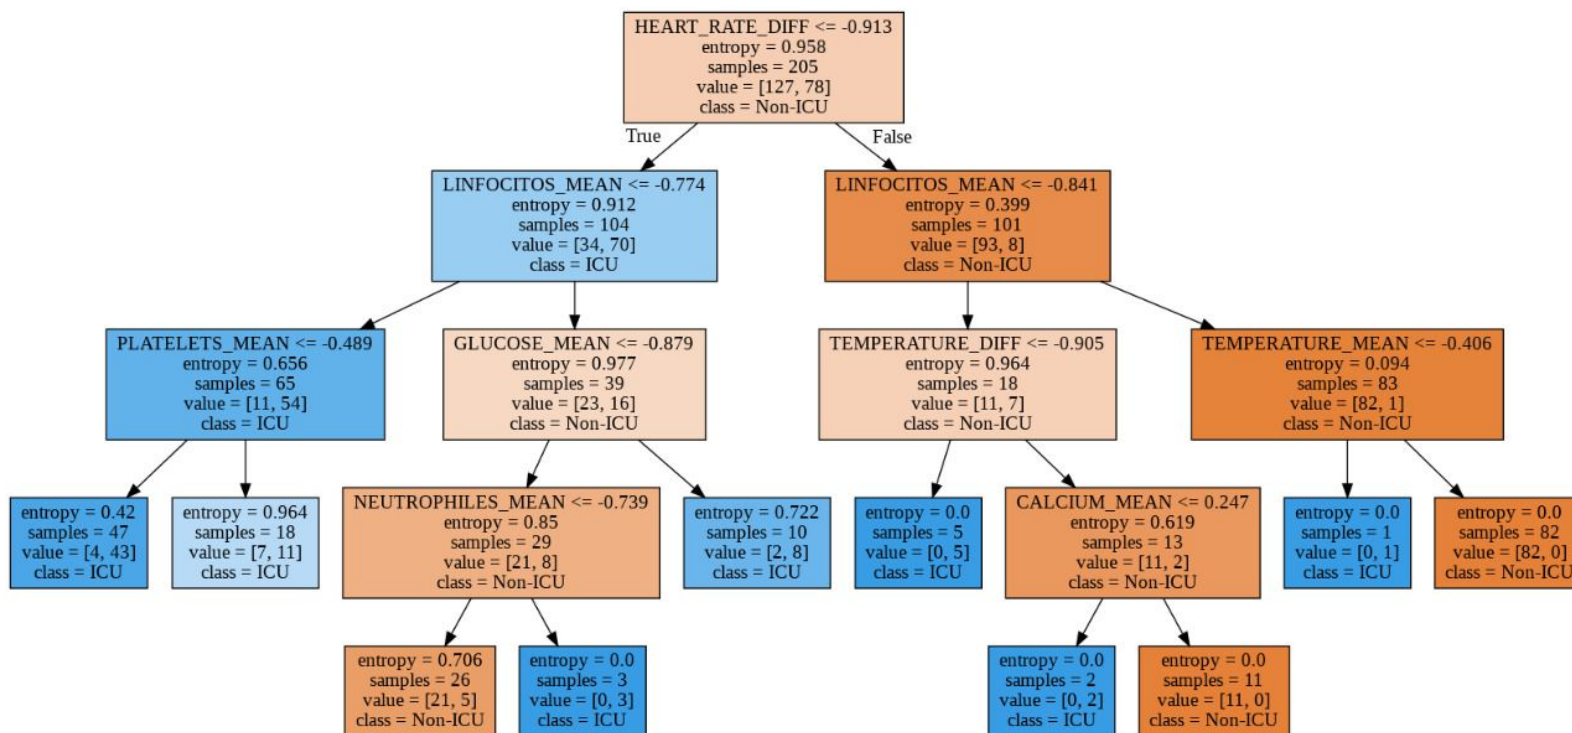 HEART_RATE_DIFF <= -0.913
entropy = 0.958
samples = 205
value = [127, 78]
class = Non-ICU
True
False
LINFOCITOS_MEAN <= -0.774
entropy = 0.912
samples = 104
value = [34, 70]
class = ICU
LINFOCITOS_MEAN <= -0.841
entropy = 0.399
samples = 101
value = [93, 8]
class = Non-ICU
PLATELETS_MEAN <= -0.489
entropy = 0.656
samples = 65
value = [11, 54]
class = ICU
GLUCOSE_MEAN <= -0.879
entropy = 0.977
samples = 39
value = [23, 16]
class = Non-ICU
TEMPERATURE_DIFF <= -0.905
entropy = 0.964
samples = 18
value = [11, 7]
class = Non-ICU
TEMPERATURE_MEAN <= -0.406
entropy = 0.094
samples = 83
value = [82, 1]
class = Non-ICU
entropy = 0.42
samples = 47
value = [4, 43]
class = ICU
entropy = 0.964
samples = 18
value = [7, 11]
class = ICU
NEUTROPHILES_MEAN <= -0.739
entropy = 0.85
samples = 29
value = [21, 8]
class = Non-ICU
entropy = 0.722
samples = 10
value = [2, 8]
class = ICU
entropy = 0.0
samples = 5
value = [0, 5]
class = ICU
CALCIUM_MEAN <= 0.247
entropy = 0.619
samples = 13
value = [11, 2]
class = Non-ICU
entropy = 0.0
samples = 1
value = [0, 1]
class = ICU
entropy = 0.0
samples = 82
value = [82, 0]
class = Non-ICU
entropy = 0.706
samples = 26
value = [21, 5]
class = Non-ICU
entropy = 0.0
samples = 3
value = [0, 3]
class = ICU
entropy = 0.0
samples = 2
value = [0, 2]
class = ICU
entropy = 0.0
samples = 11
value = [11, 0]
class = Non-ICU